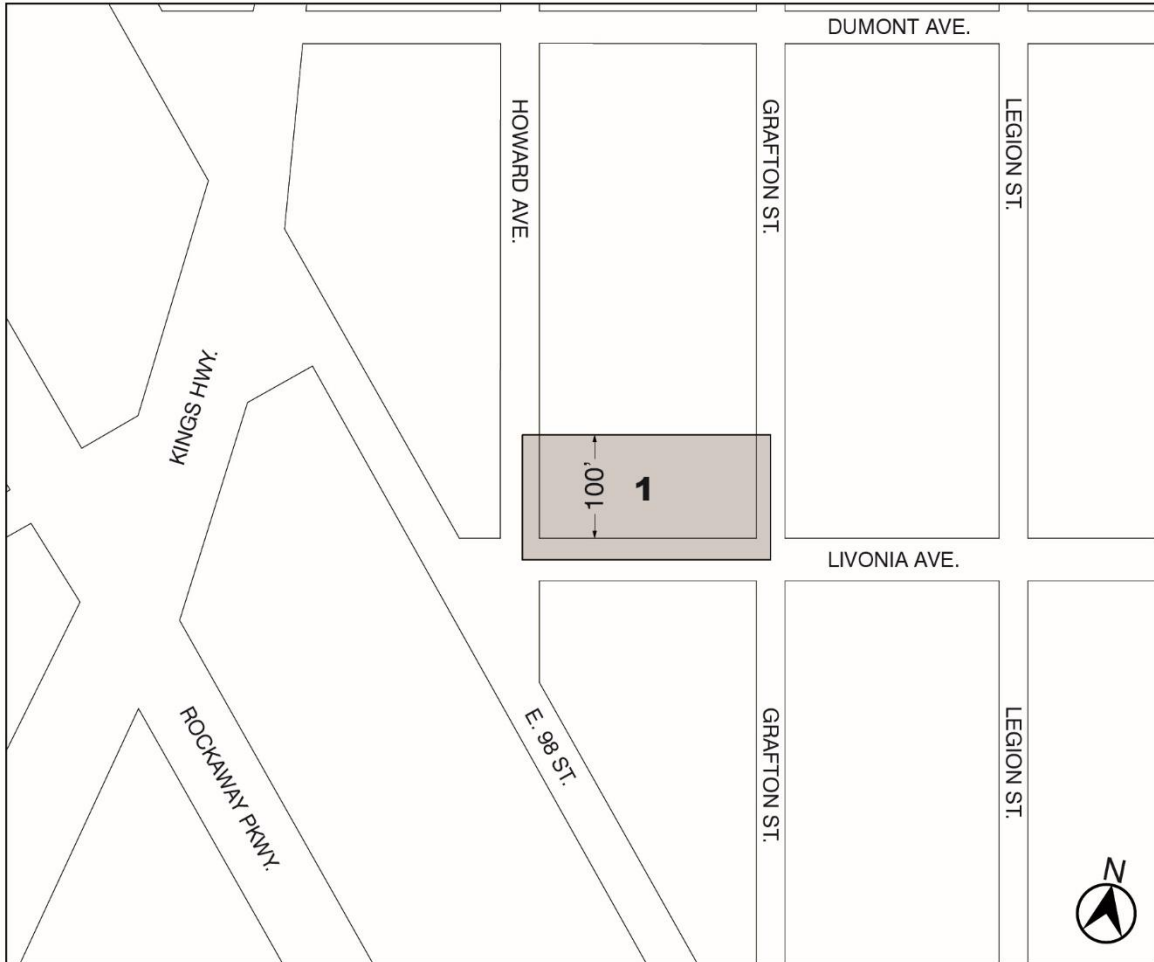 DUMONT AVE.
HOWARD AVE.
GRAFTON ST.
LEGION ST.
KINGS HWY.
100'
1
LIVONIA AVE.
ROCKAWAY PKWY.
E. 98 ST.
GRAFTON ST.
LEGION ST.
N